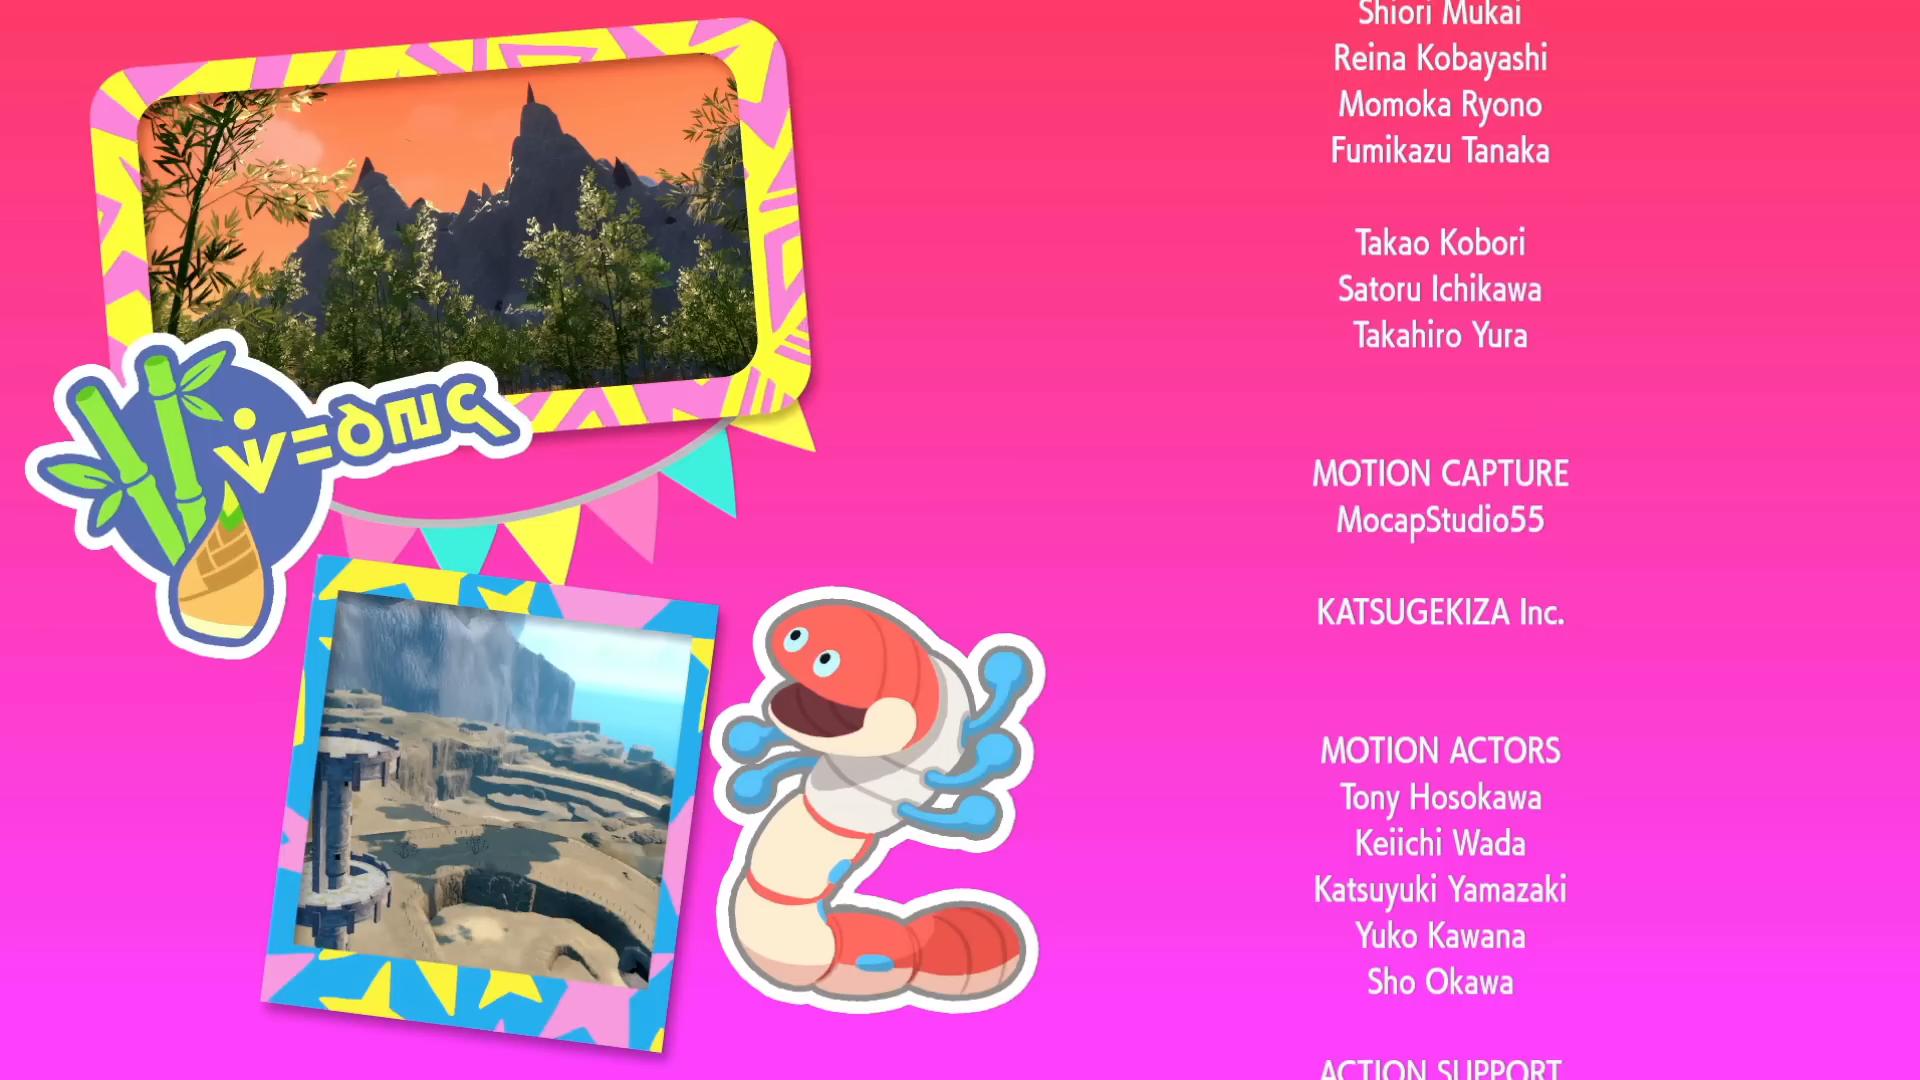 Shiori Mukai
Reina Kobayashi
Momoka Ryono
Fumikazu Tanaka
Takao Kobori
Satoru Ichikawa
Takahiro Yura
MOTION CAPTURE
MocapStudio55
KATSUGEKIZA Inc.
MOTION ACTORS
Tony Hosokawa
Keiichi Wada
Katsuyuki Yamazaki
Yuko Kawana
Sho Okawa
ACTION SUPPORT